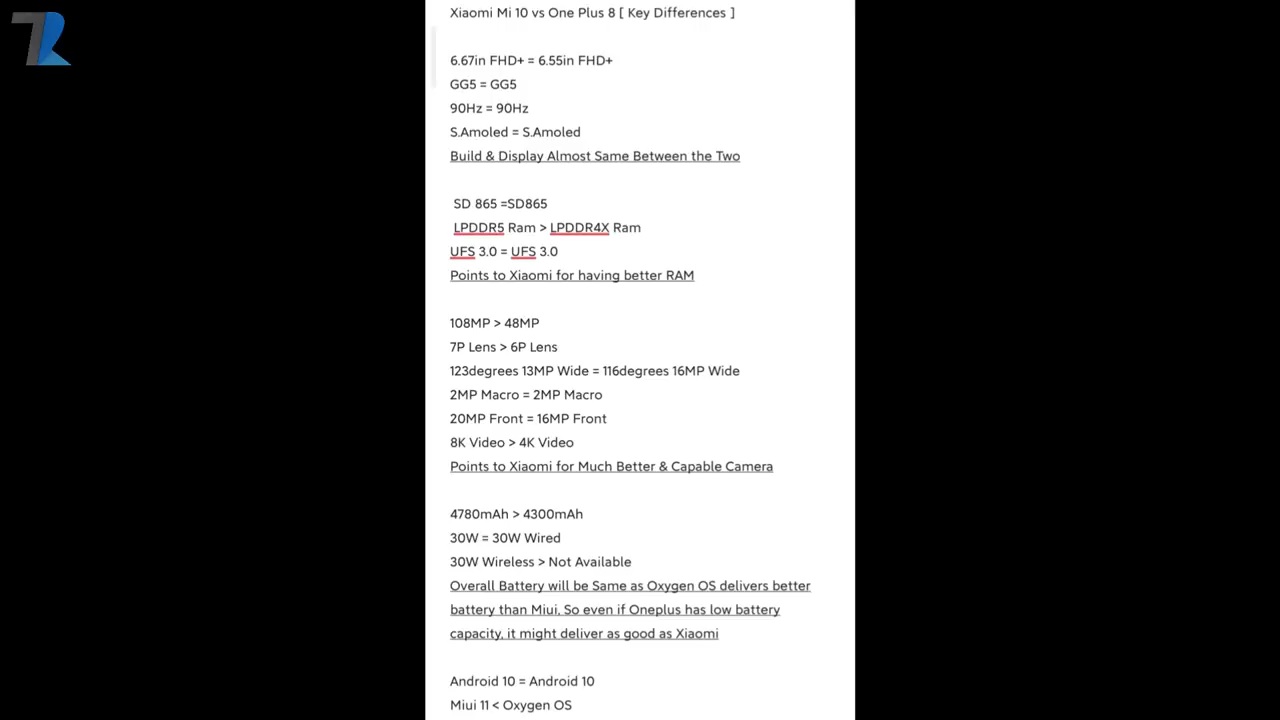 Xiaomi Mi 10 vs One Plus 8 [ Key Differences ]
6.67in FHD+ = 6.55in FHD+
GG5 = GG5
90Hz = 90Hz
S.Amoled = S.Amoled
Build & Display Almost Same Between the Two
SD 865 =SD865
LPDDR5 Ram > LPDDR4X Ram
UFS 3.0 = UFS 3.0
Points to Xiaomi for having better RAM
108MP > 48MP
7P Lens > 6P Lens
123degrees 13MP Wide = 116degrees 16MP Wide
2MP Macro = 2MP Macro
20MP Front = 16MP Front
8K Video > 4K Video
Points to Xiaomi for Much Better & Capable Camera
4780mAh > 4300mAh
30W = 30W Wired
30W Wireless > Not Available
Overall Battery will be Same as Oxygen OS delivers better
battery than Miui, So even if Oneplus has low battery
capacity, it might deliver as good as Xiaomi
Android 10 = Android 10
Miui 11 < Oxygen OS